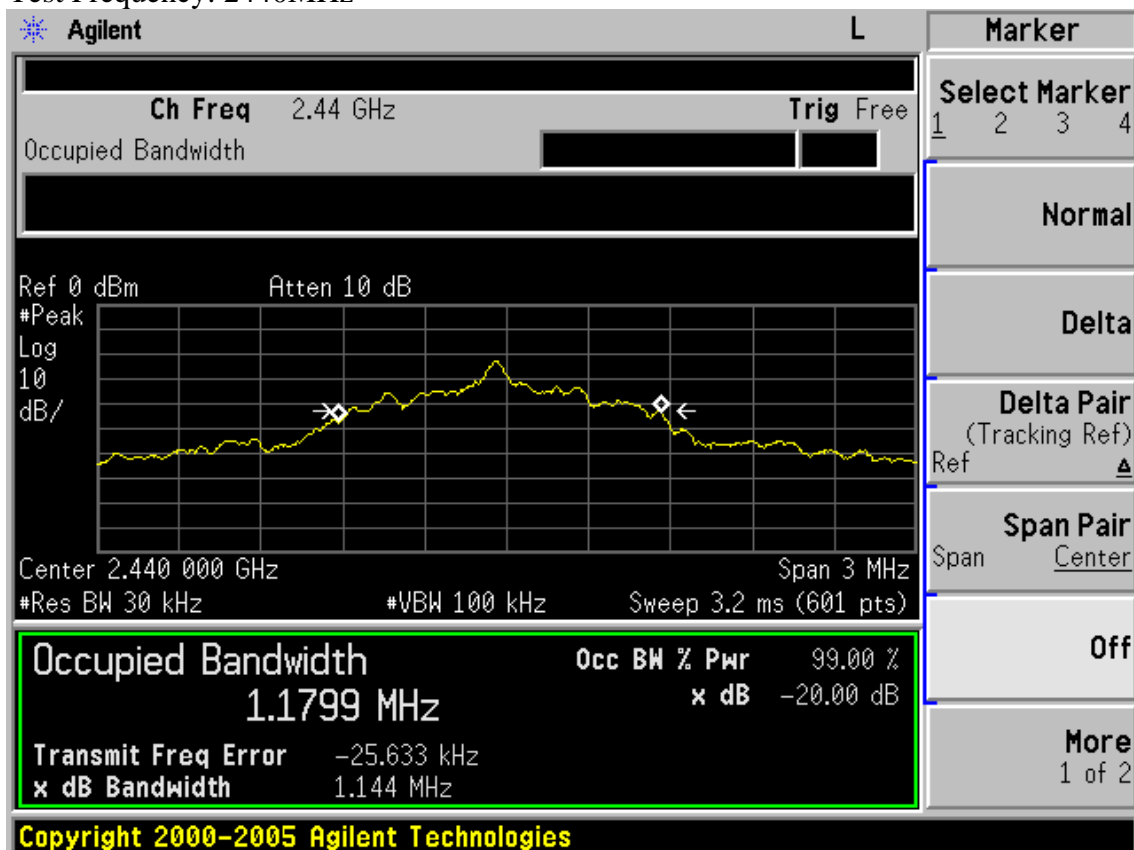 Agilent L Marker
Select Marker
1 2 3 4
Ch Freq 2.44 GHz Trig Free
Occupied Bandwidth
Normal
Ref 0 dBm Atten 10 dB
#Peak
Log
10
dB/
Delta
Delta Pair
(Tracking Ref)
Ref Δ
Span Pair
Span Center
Center 2.440 000 GHz Span 3 MHz
#Res BW 30 kHz #VBW 100 kHz Sweep 3.2 ms (601 pts)
Off
Occupied Bandwidth Occ BW % Pwr 99.00 %
1.1799 MHz x dB -20.00 dB
Transmit Freq Error -25.633 kHz
x dB Bandwidth 1.144 MHz
More
1 of 2
Copyright 2000-2005 Agilent Technologies